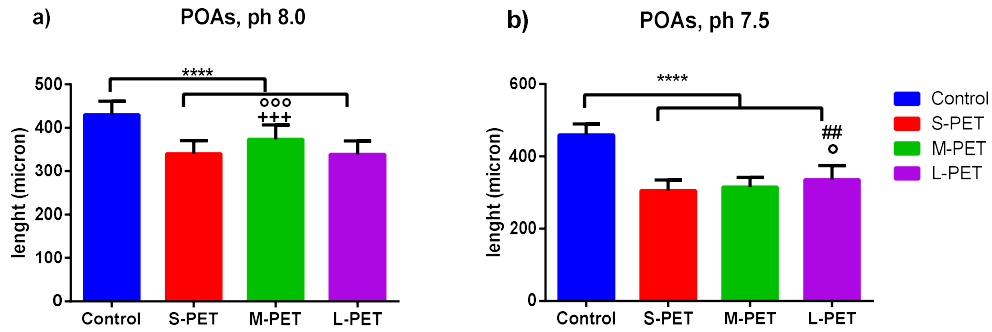 a)
POAs, ph 8.0
****
°°°
+++
500
400
300
200
100
0
lenght (micron)
Control
S-PET
M-PET
L-PET
b)
POAs, ph 7.5
****
##
°
600
400
200
0
lenght (micron)
Control
S-PET
M-PET
L-PET
Control
S-PET
M-PET
L-PET